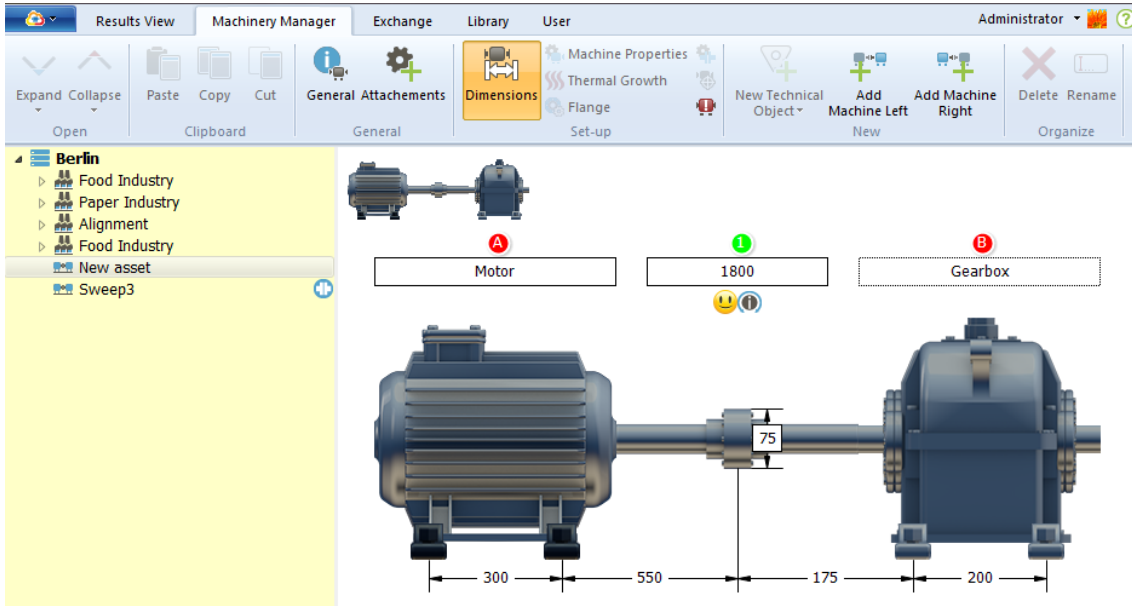 Results View Machinery Manager Exchange Library User Administrator ?
Expand Collapse Paste Copy Cut General Attachements Dimensions Machine Properties Thermal Growth Flange New Technical Object Add Machine Left Add Machine Right Delete Rename
Open Clipboard General Set-up New Organize
Berlin
Food Industry
Paper Industry
Alignment
Food Industry
New asset
Sweep3
A 1 B
Motor 1800 Gearbox
75
300 550 175 200